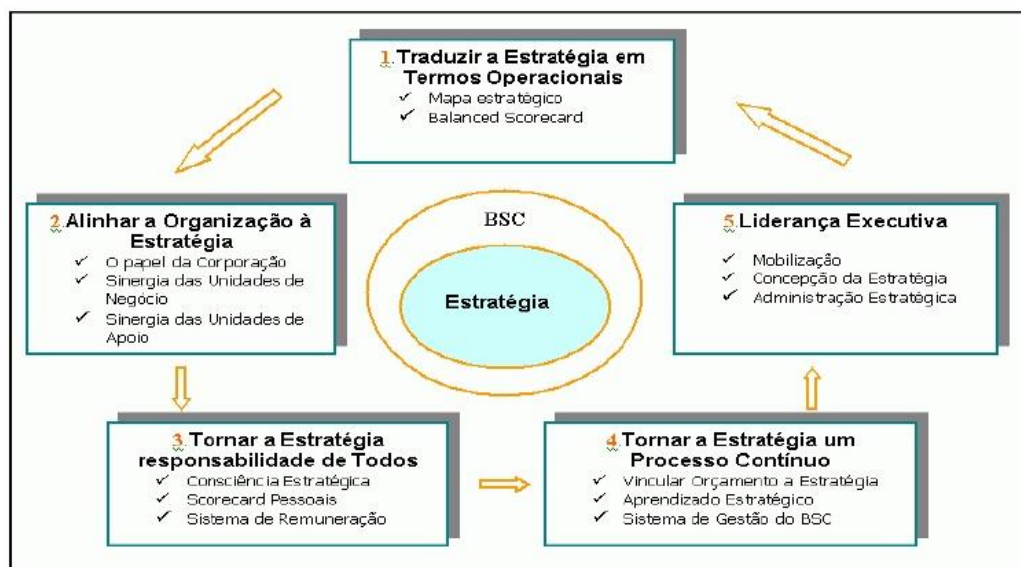 1.Traduzir a Estratégia em
Termos Operacionais
✓ Mapa estratégico
✓ Balanced Scorecard
2.Alinhar a Organização à
Estratégia
✓ O papel da Corporação
✓ Sinergia das Unidades de
Negócio
✓ Sinergia das Unidades de
Apoio
BSC
Estratégia
5.Liderança Executiva
✓ Mobilização
✓ Concepção da Estratégia
✓ Administração Estratégica
3.Tornar a Estratégia
responsabilidade de Todos
✓ Consciência Estratégica
✓ Scorecard Pessoais
✓ Sistema de Remuneração
4.Tornar a Estratégia um
Processo Contínuo
✓ Vincular Orçamento a Estratégia
✓ Aprendizado Estratégico
✓ Sistema de Gestão do BSC